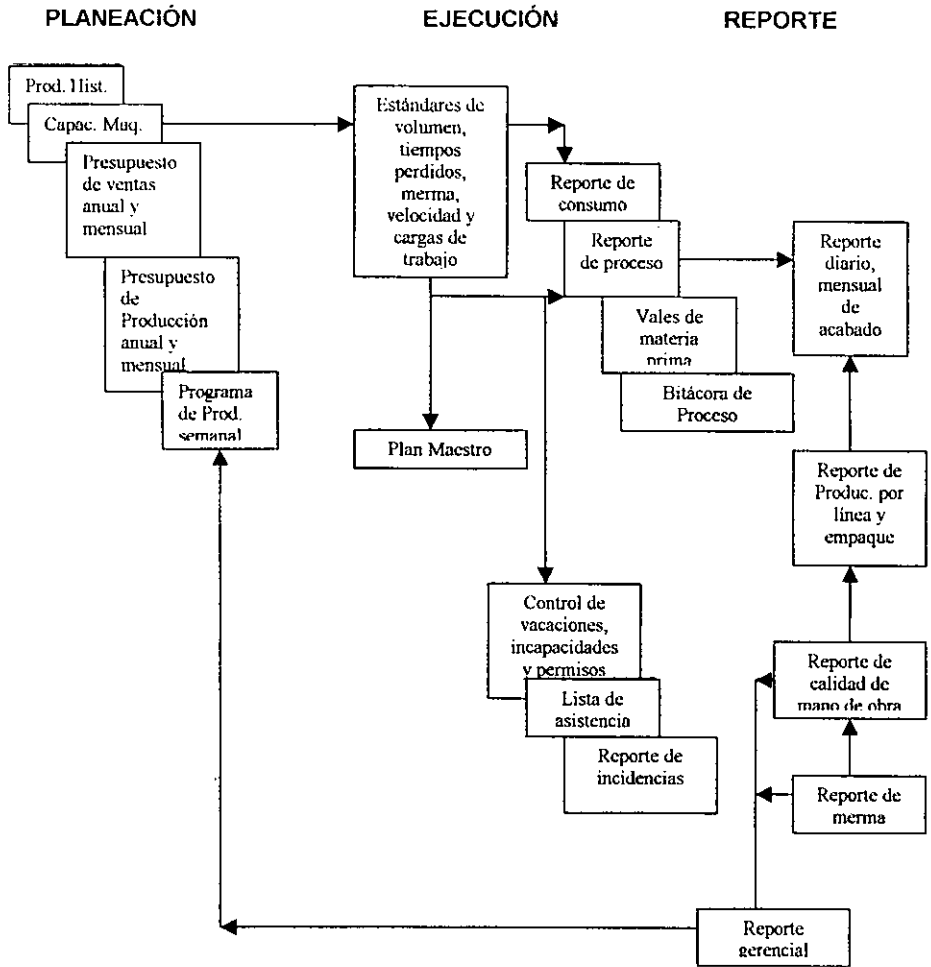 PLANEACIÓN
EJECUCIÓN
REPORTE
Prod. Hist.
Capac. Maq.
Presupuesto
de ventas
anual y
mensual
Presupuesto
de
Producción
anual y
mensual
Programa
de Prod.
semanal
Estándares de
volumen,
tiempos
perdidos,
merma,
velocidad y
cargas de
trabajo
Plan Maestro
Reporte de
consumo
Reporte
de proceso
Vales de
materia
prima
Bitácora de
Proceso
Control de
vacaciones,
incapacidades
y permisos
Lista de
asistencia
Reporte de
incidencias
Reporte
diario,
mensual
de
acabado
Reporte de
Produc. por
línea y
empaque
Reporte de
calidad de
mano de obra
Reporte de
merma
Reporte
gerencial